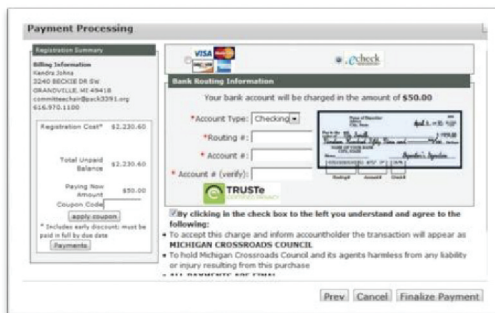 Payment Processing
Registration Summary
Billing Information
Kendra Johns
3240 BECKIE DR SW
GRANDVILLE, MI 49418
committeechair@pack3391.org
616.970.1100
Registration Cost* $2,230.60
Total Unpaid Balance $2,230.60
Paying Now Amount $50.00
Coupon Code
apply coupon
* Includes early discount: must be
paid in full by due date
Payments
VISA
echeck
Bank Routing Information
Your bank account will be charged in the amount of $50.00
*Account Type: Checking
*Routing #:
* Account #:
* Account # (verify):
TRUSTe
By clicking in the check box to the left you understand and agree to the
following:
• To accept this charge and inform accountholder the transaction will appear as
MICHIGAN CROSSROADS COUNCIL
• To hold Michigan Crossroads Council and its agents harmless from any liability
or injury resulting from this purchase
• ALL PAYMENTS ARE FINAL
Prev Cancel Finalize Payment